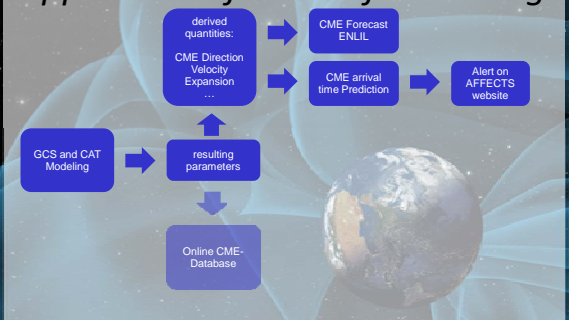 derived
quantities:
CME Direction
Velocity
Expansion
...
CME Forecast
ENLIL
CME arrival
time Prediction
Alert on
AFFECTS
website
GCS and CAT
Modeling
resulting
parameters
Online CME-
Database